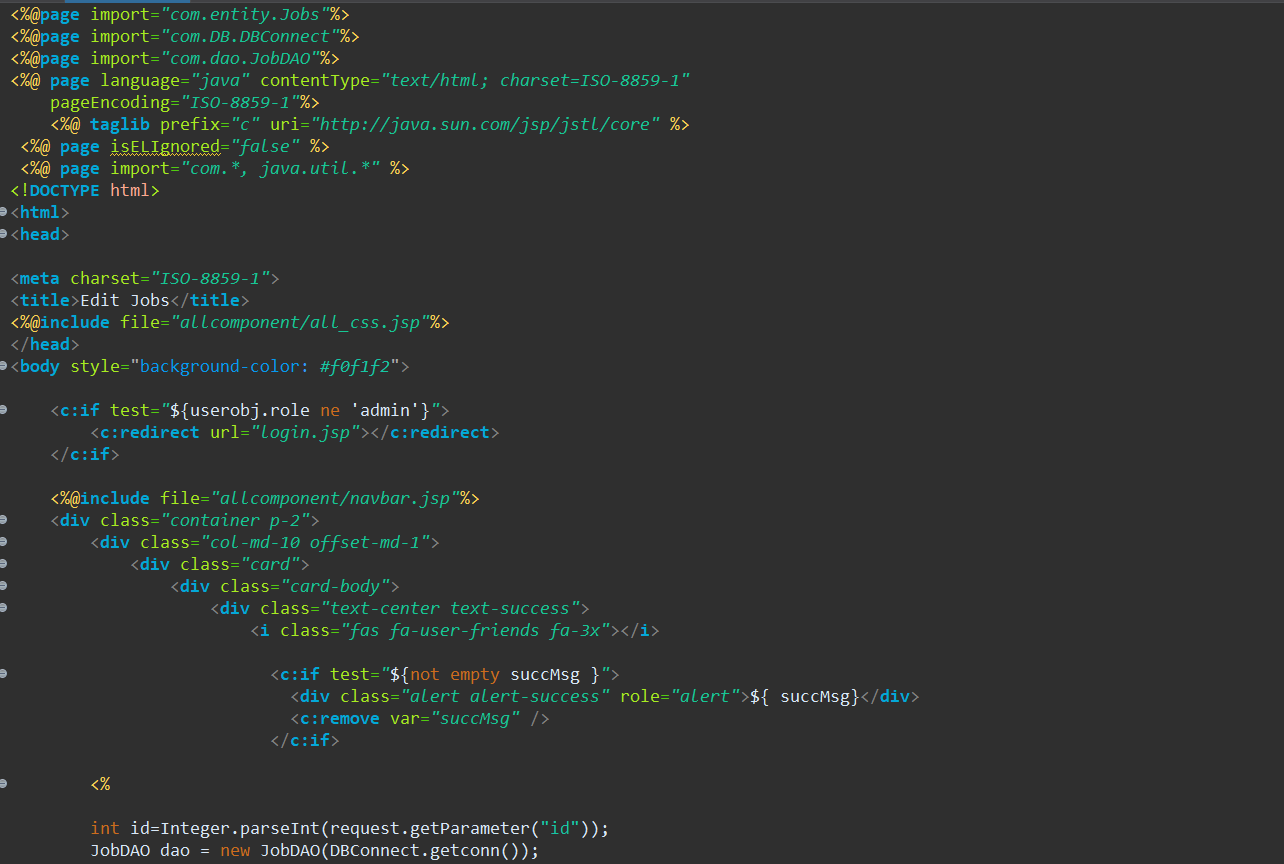 <%@page import="com.entity.Jobs"%>
<%@page import="com.DB.DBConnect"%>
<%@page import="com.dao.JobDAO"%>
<%@ page language="java" contentType="text/html; charset=ISO-8859-1"
pageEncoding="ISO-8859-1"%>
<%@ taglib prefix="c" uri="http://java.sun.com/jsp/jstl/core" %>
<%@ page isELIgnored="false" %>
<%@ page import="com.*, java.util.*" %>
<!DOCTYPE html>
<html>
<head>
<meta charset="ISO-8859-1">
<title>Edit Jobs</title>
<%@include file="allcomponent/all_css.jsp"%>
</head>
<body style="background-color: #f0f1f2">
<c:if test="${userobj.role ne 'admin'}">
<c:redirect url="login.jsp"></c:redirect>
</c:if>
<%@include file="allcomponent/navbar.jsp"%>
<div class="container p-2">
<div class="col-md-10 offset-md-1">
<div class="card">
<div class="card-body">
<div class="text-center text-success">
<i class="fas fa-user-friends fa-3x"></i>
<c:if test="${not empty succMsg }">
<div class="alert alert-success" role="alert">${ succMsg}</div>
<c:remove var="succMsg" />
</c:if>
<%
int id=Integer.parseInt(request.getParameter("id"));
JobDAO dao = new JobDAO(DBConnect.getconn());